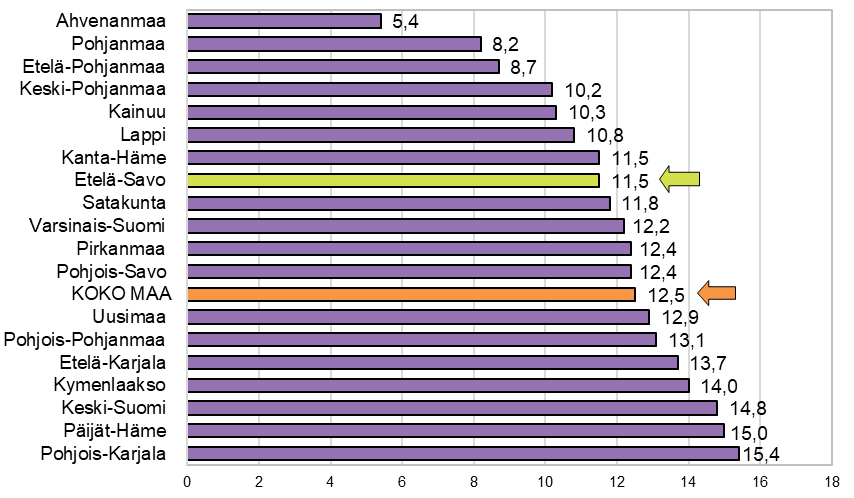 Ahvenanmaa 5,4
Pohjanmaa 8,2
Etelä-Pohjanmaa 8,7
Keski-Pohjanmaa 10,2
Kainuu 10,3
Lappi 10,8
Kanta-Häme 11,5
Etelä-Savo 11,5
Satakunta 11,8
Varsinais-Suomi 12,2
Pirkanmaa 12,4
Pohjois-Savo 12,4
KOKO MAA 12,5
Uusimaa 12,9
Pohjois-Pohjanmaa 13,1
Etelä-Karjala 13,7
Kymenlaakso 14,0
Keski-Suomi 14,8
Päijät-Häme 15,0
Pohjois-Karjala 15,4
0 2 4 6 8 10 12 14 16 18